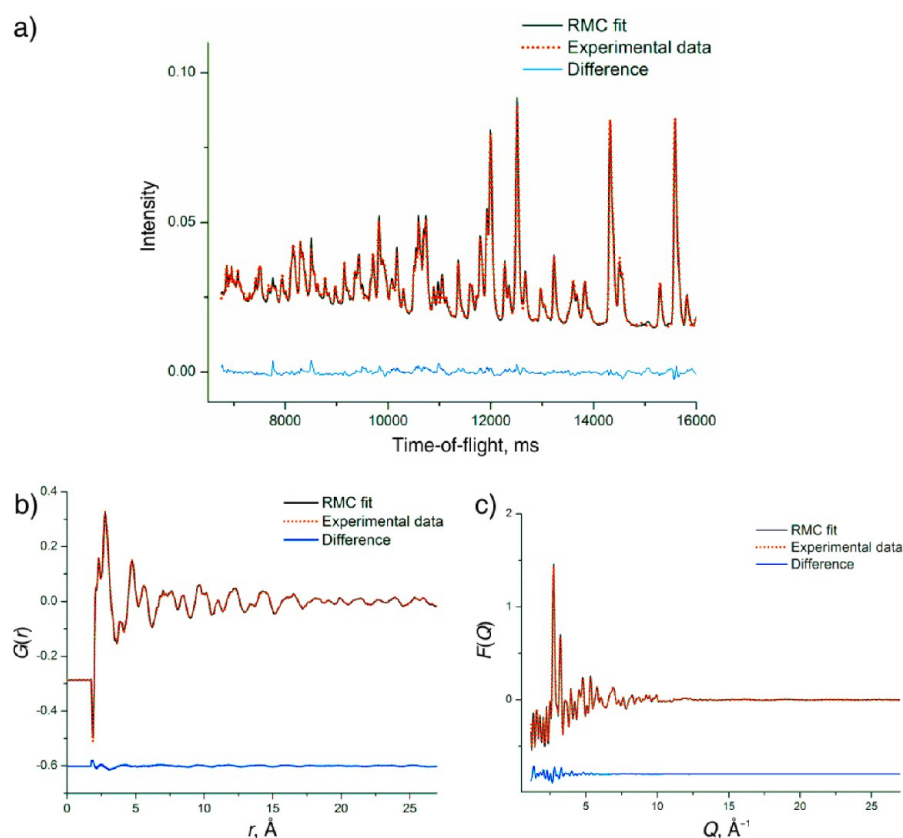 a)
RMC fit
Experimental data
Difference
0.10
0.05
0.00
Intensity
8000 10000 12000 14000 16000
Time-of-flight, ms
b)
RMC fit
Experimental data
Difference
0.4
0.2
0.0
-0.2
-0.4
-0.6
G(r)
0 5 10 15 20 25
r, Å
c)
RMC fit
Experimental data
Difference
2
1
0
F(Q)
5 10 15 20 25
Q, Å⁻¹